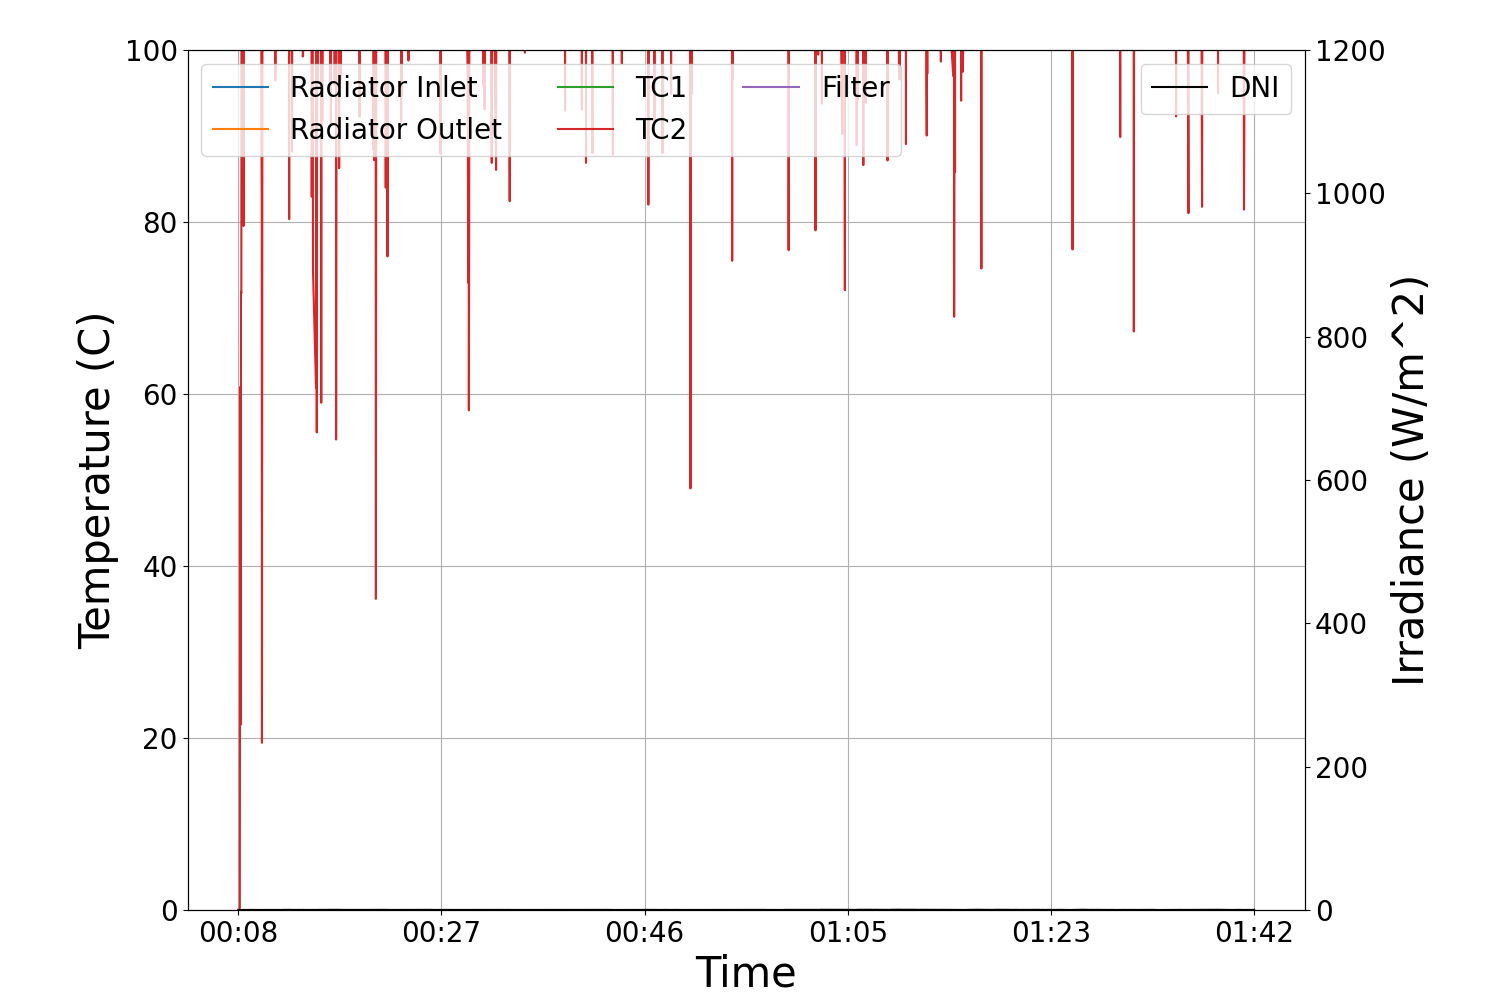 Radiator Inlet
Radiator Outlet
TC1
TC2
Filter
DNI
100
80
60
40
20
0
Temperature (C)
1200
1000
800
600
400
200
0
Irradiance (W/m^2)
00:08
00:27
00:46
01:05
01:23
01:42
Time